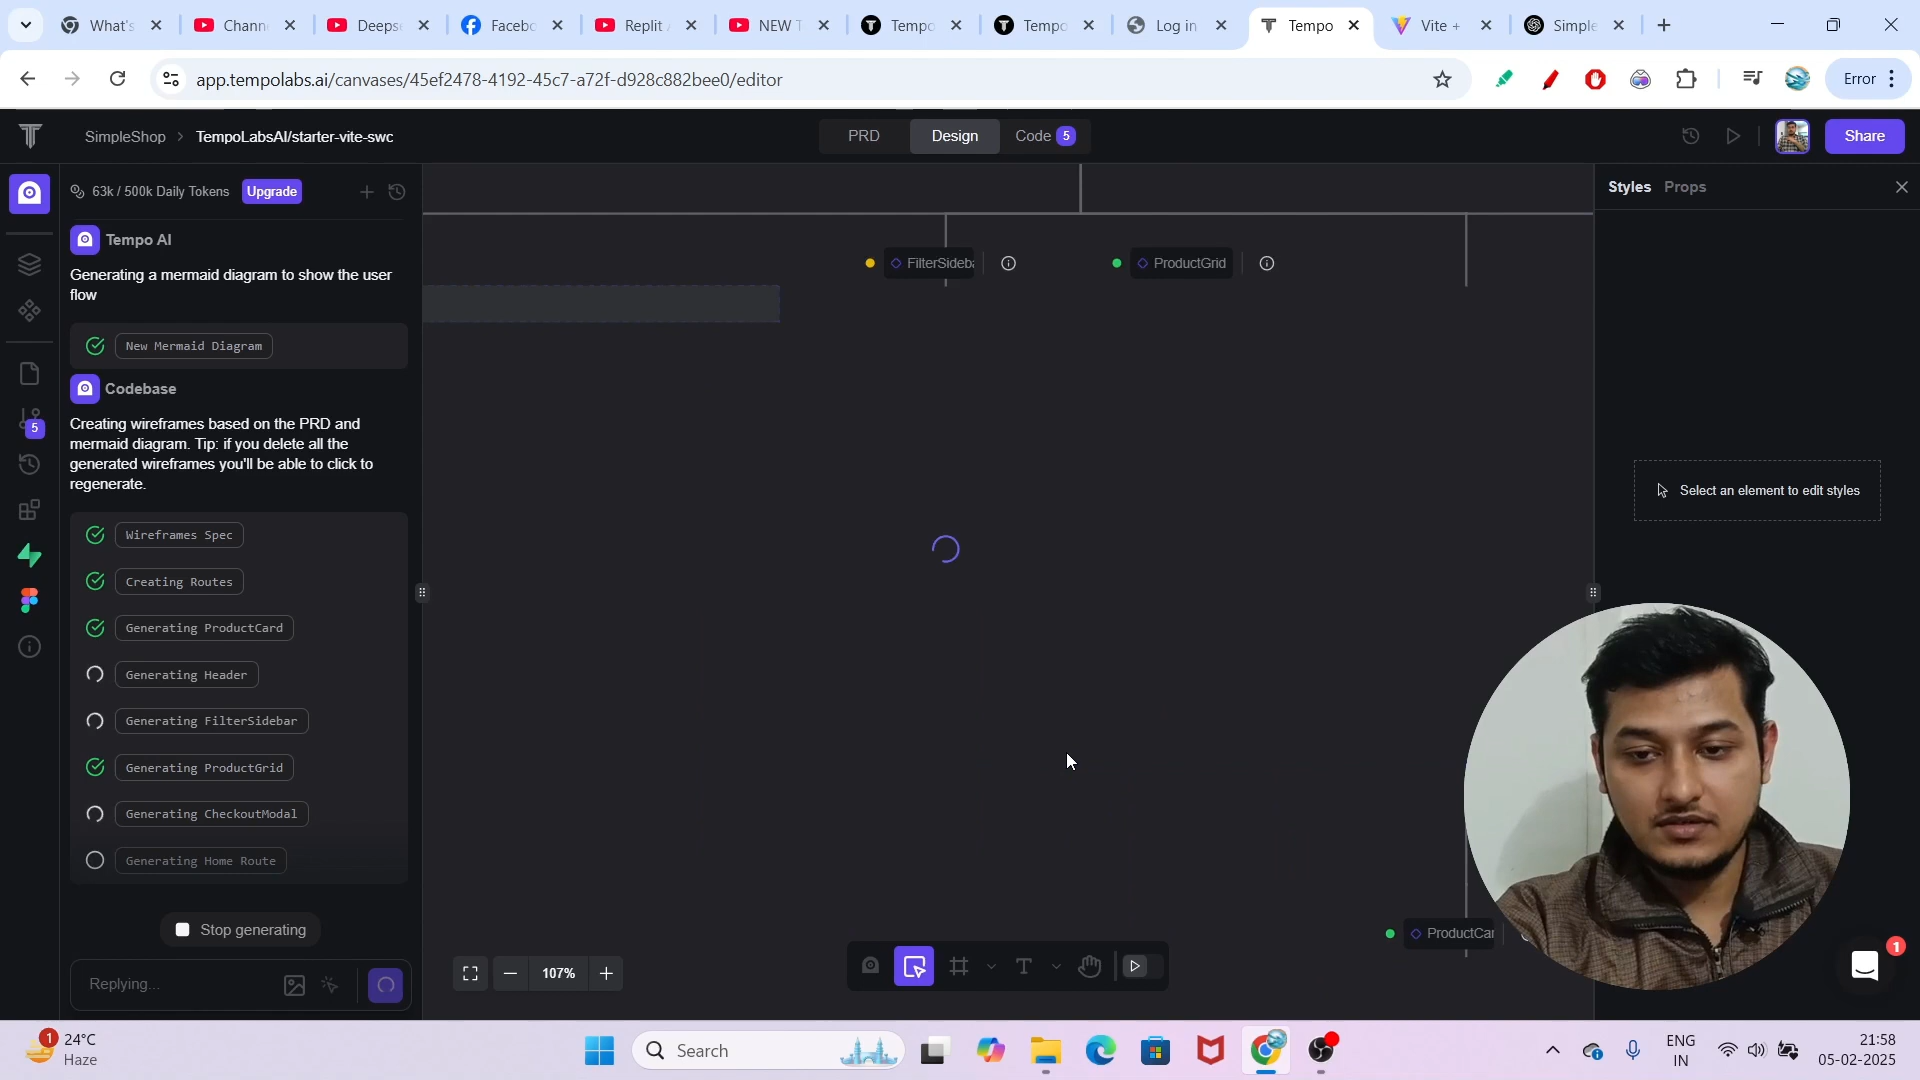 What's
Chann
Deeps
Facebo
Replit
NEW T
Tempo
Tempo
Log in
Tempo
Vite +
Simple
app.tempolabs.ai/canvases/45ef2478-4192-45c7-a72f-d928c882bee0/editor
Error
SimpleShop > TempoLabsAI/starter-vite-swc
PRD
Design
Code 5
Share
63k / 500k Daily Tokens
Upgrade
Styles Props
Tempo AI
Generating a mermaid diagram to show the user
flow
New Mermaid Diagram
Codebase
Creating wireframes based on the PRD and
mermaid diagram. Tip: if you delete all the
generated wireframes you'll be able to click to
regenerate.
Wireframes Spec
Creating Routes
Generating ProductCard
Generating Header
Generating FilterSidebar
Generating ProductGrid
Generating CheckoutModal
Generating Home Route
Stop generating
Replying...
5
FilterSideba
ProductGrid
ProductCar
Select an element to edit styles
107%
1
1
24°C
Haze
Search
ENG
IN
21:58
05-02-2025